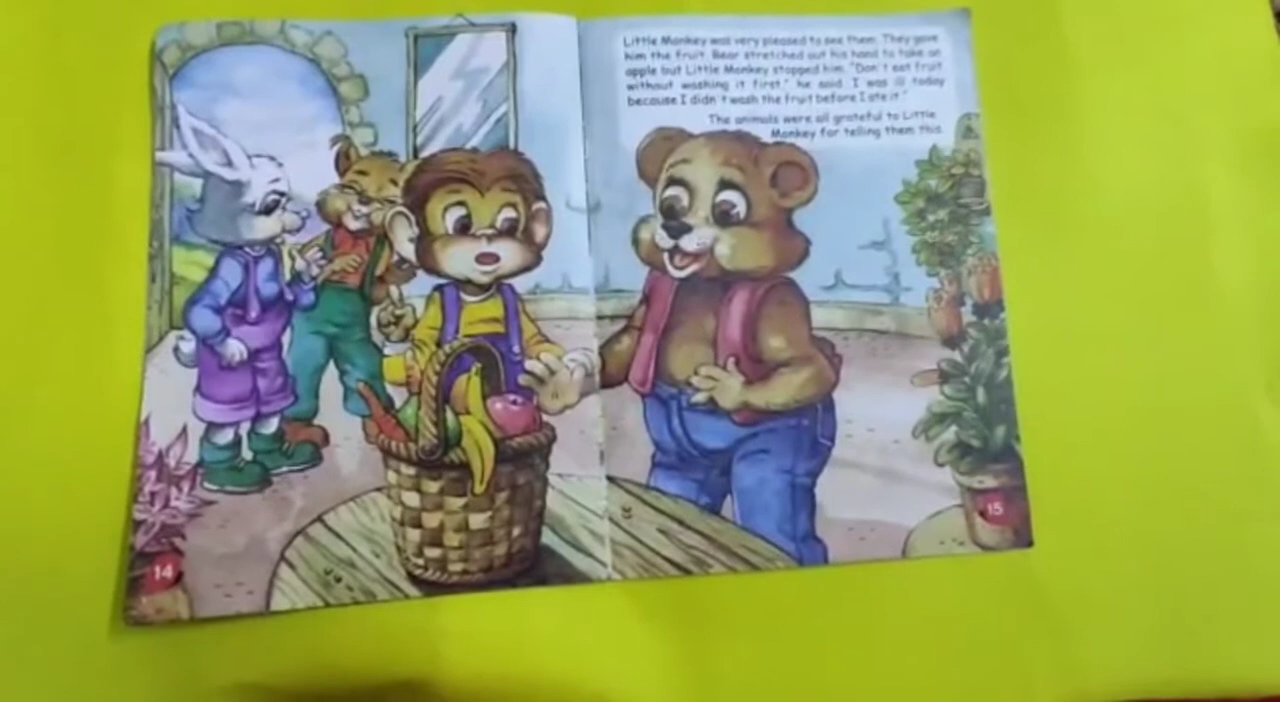 Little Monkey was very pleased to see them. They gave
him the fruit. Bear stretched out his hand to take an
apple but Little Monkey stopped him. "Don't eat fruit
without washing it first," he said. I was ill today
because I didn't wash the fruit before I ate it."
The animals were all grateful to Little
Monkey for telling them this.
14
15